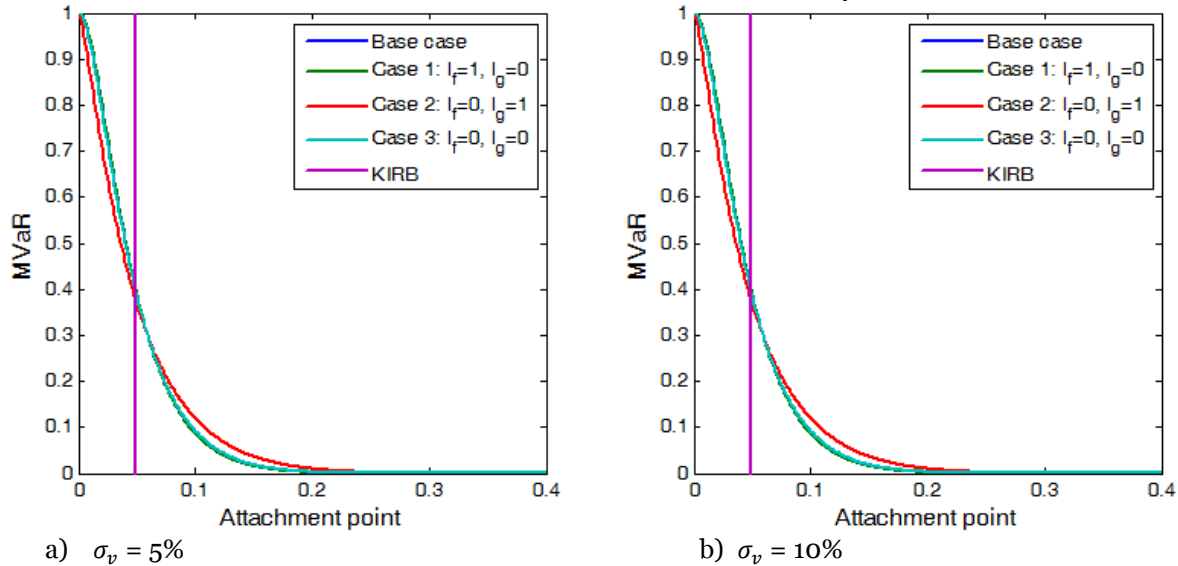 1
0.9
0.8
0.7
0.6
0.5
0.4
0.3
0.2
0.1
0
MVaR
Base case
Case 1: I_f=1, I_g=0
Case 2: I_f=0, I_g=1
Case 3: I_f=0, I_g=0
KIRB
0 0.1 0.2 0.3 0.4
Attachment point
a) σ_v = 5%
1
0.9
0.8
0.7
0.6
0.5
0.4
0.3
0.2
0.1
0
MVaR
Base case
Case 1: I_f=1, I_g=0
Case 2: I_f=0, I_g=1
Case 3: I_f=0, I_g=0
KIRB
0 0.1 0.2 0.3 0.4
Attachment point
b) σ_v = 10%